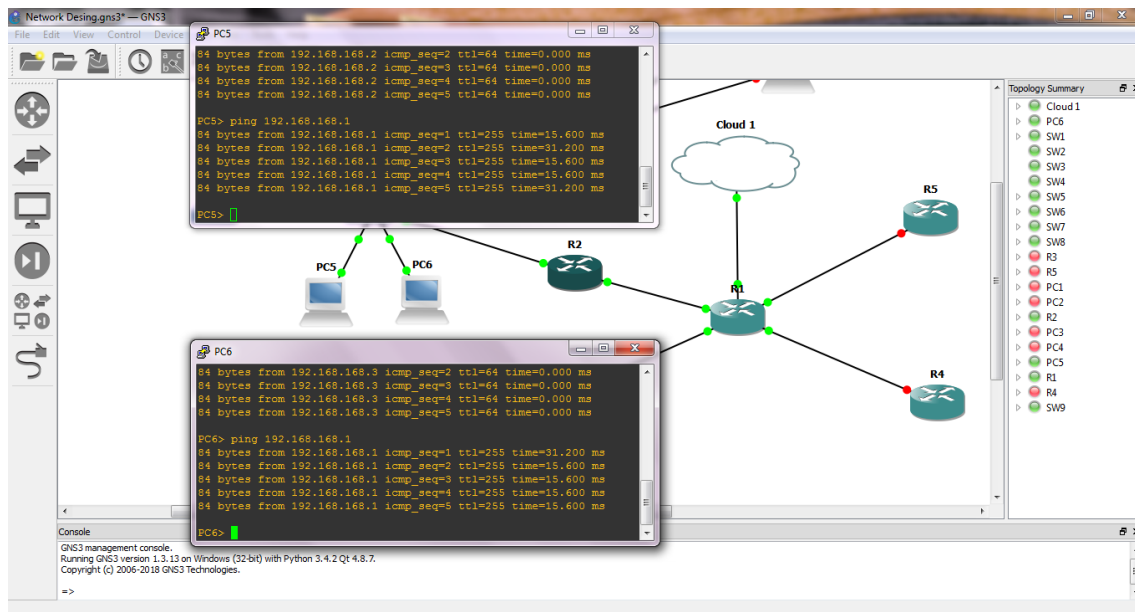 Network Desing.gns3* — GNS3
File Edit View Control Device
PC5
84 bytes from 192.168.168.2 icmp_seq=2 ttl=64 time=0.000 ms
84 bytes from 192.168.168.2 icmp_seq=3 ttl=64 time=0.000 ms
84 bytes from 192.168.168.2 icmp_seq=4 ttl=64 time=0.000 ms
84 bytes from 192.168.168.2 icmp_seq=5 ttl=64 time=0.000 ms
PC5> ping 192.168.168.1
84 bytes from 192.168.168.1 icmp_seq=1 ttl=255 time=15.600 ms
84 bytes from 192.168.168.1 icmp_seq=2 ttl=255 time=31.200 ms
84 bytes from 192.168.168.1 icmp_seq=3 ttl=255 time=15.600 ms
84 bytes from 192.168.168.1 icmp_seq=4 ttl=255 time=15.600 ms
84 bytes from 192.168.168.1 icmp_seq=5 ttl=255 time=31.200 ms
PC5>
Cloud 1
R5
R2
PC5
PC6
R1
R4
PC6
84 bytes from 192.168.168.3 icmp_seq=2 ttl=64 time=0.000 ms
84 bytes from 192.168.168.3 icmp_seq=3 ttl=64 time=0.000 ms
84 bytes from 192.168.168.3 icmp_seq=4 ttl=64 time=0.000 ms
84 bytes from 192.168.168.3 icmp_seq=5 ttl=64 time=0.000 ms
PC6> ping 192.168.168.1
84 bytes from 192.168.168.1 icmp_seq=1 ttl=255 time=31.200 ms
84 bytes from 192.168.168.1 icmp_seq=2 ttl=255 time=15.600 ms
84 bytes from 192.168.168.1 icmp_seq=3 ttl=255 time=15.600 ms
84 bytes from 192.168.168.1 icmp_seq=4 ttl=255 time=15.600 ms
84 bytes from 192.168.168.1 icmp_seq=5 ttl=255 time=15.600 ms
PC6>
Topology Summary
Cloud 1
PC6
SW1
SW2
SW3
SW4
SW5
SW6
SW7
SW8
R3
R5
PC1
PC2
R2
PC3
PC4
PC5
R1
R4
SW9
Console
GNS3 management console.
Running GNS3 version 1.3.13 on Windows (32-bit) with Python 3.4.2 Qt 4.8.7.
Copyright (c) 2006-2018 GNS3 Technologies.
=>